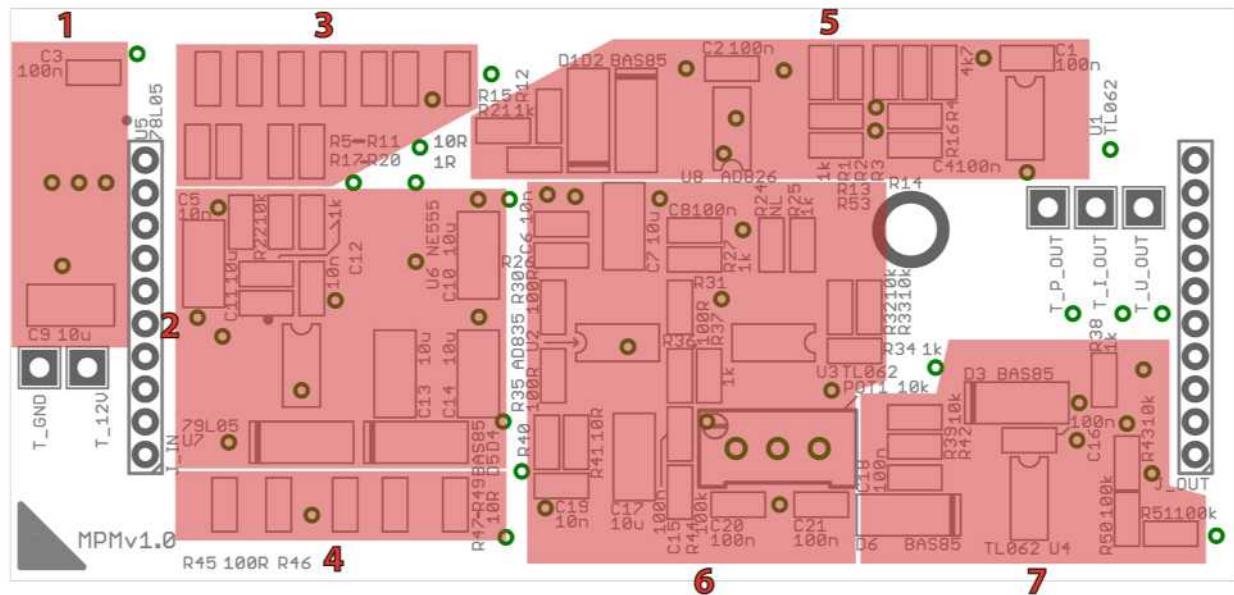 1
3
5
C3
100n
U5
78L05
R5-R11
R17-R20
10R
1R
R15
R12
R21
1k
D1
D2
BAS85
C2
100n
4k7
C1
100n
U1
TL062
R4
R16
C4
100n
1k
R1
R2
R3
R13
R53
R14
U8
AD826
C5
10n
R22
10k
1k
C12
C11
10u
10n
U6
NE555
C10
10u
10n
C6
R26
C7
10u
C8
100n
R27
1k
R24
NL
R25
1k
R30
100R
R31
100R
R32
10k
R33
10k
R34
1k
T_P_OUT
T_I_OUT
T_U_OUT
C9
10u
2
10u
C13
10u
C14
U2
AD835
R35
100R
R36
R37
1k
U3
TL062
POT1
10k
R38
1k
D3
BAS85
100n
C16
T_GND
T_12V
I_IN
79L05
U7
BAS85
D5
D4
R40
R41
10R
R39
10k
R42
C18
100n
R43
10k
J_OUT
MPMv1.0
R47-R49
10R
R45
100R
R46
4
C19
10n
C17
10u
100n
C15
R44
100k
C20
100n
C21
100n
D6
BAS85
TL062
U4
R50
100k
R51
100k
6
7